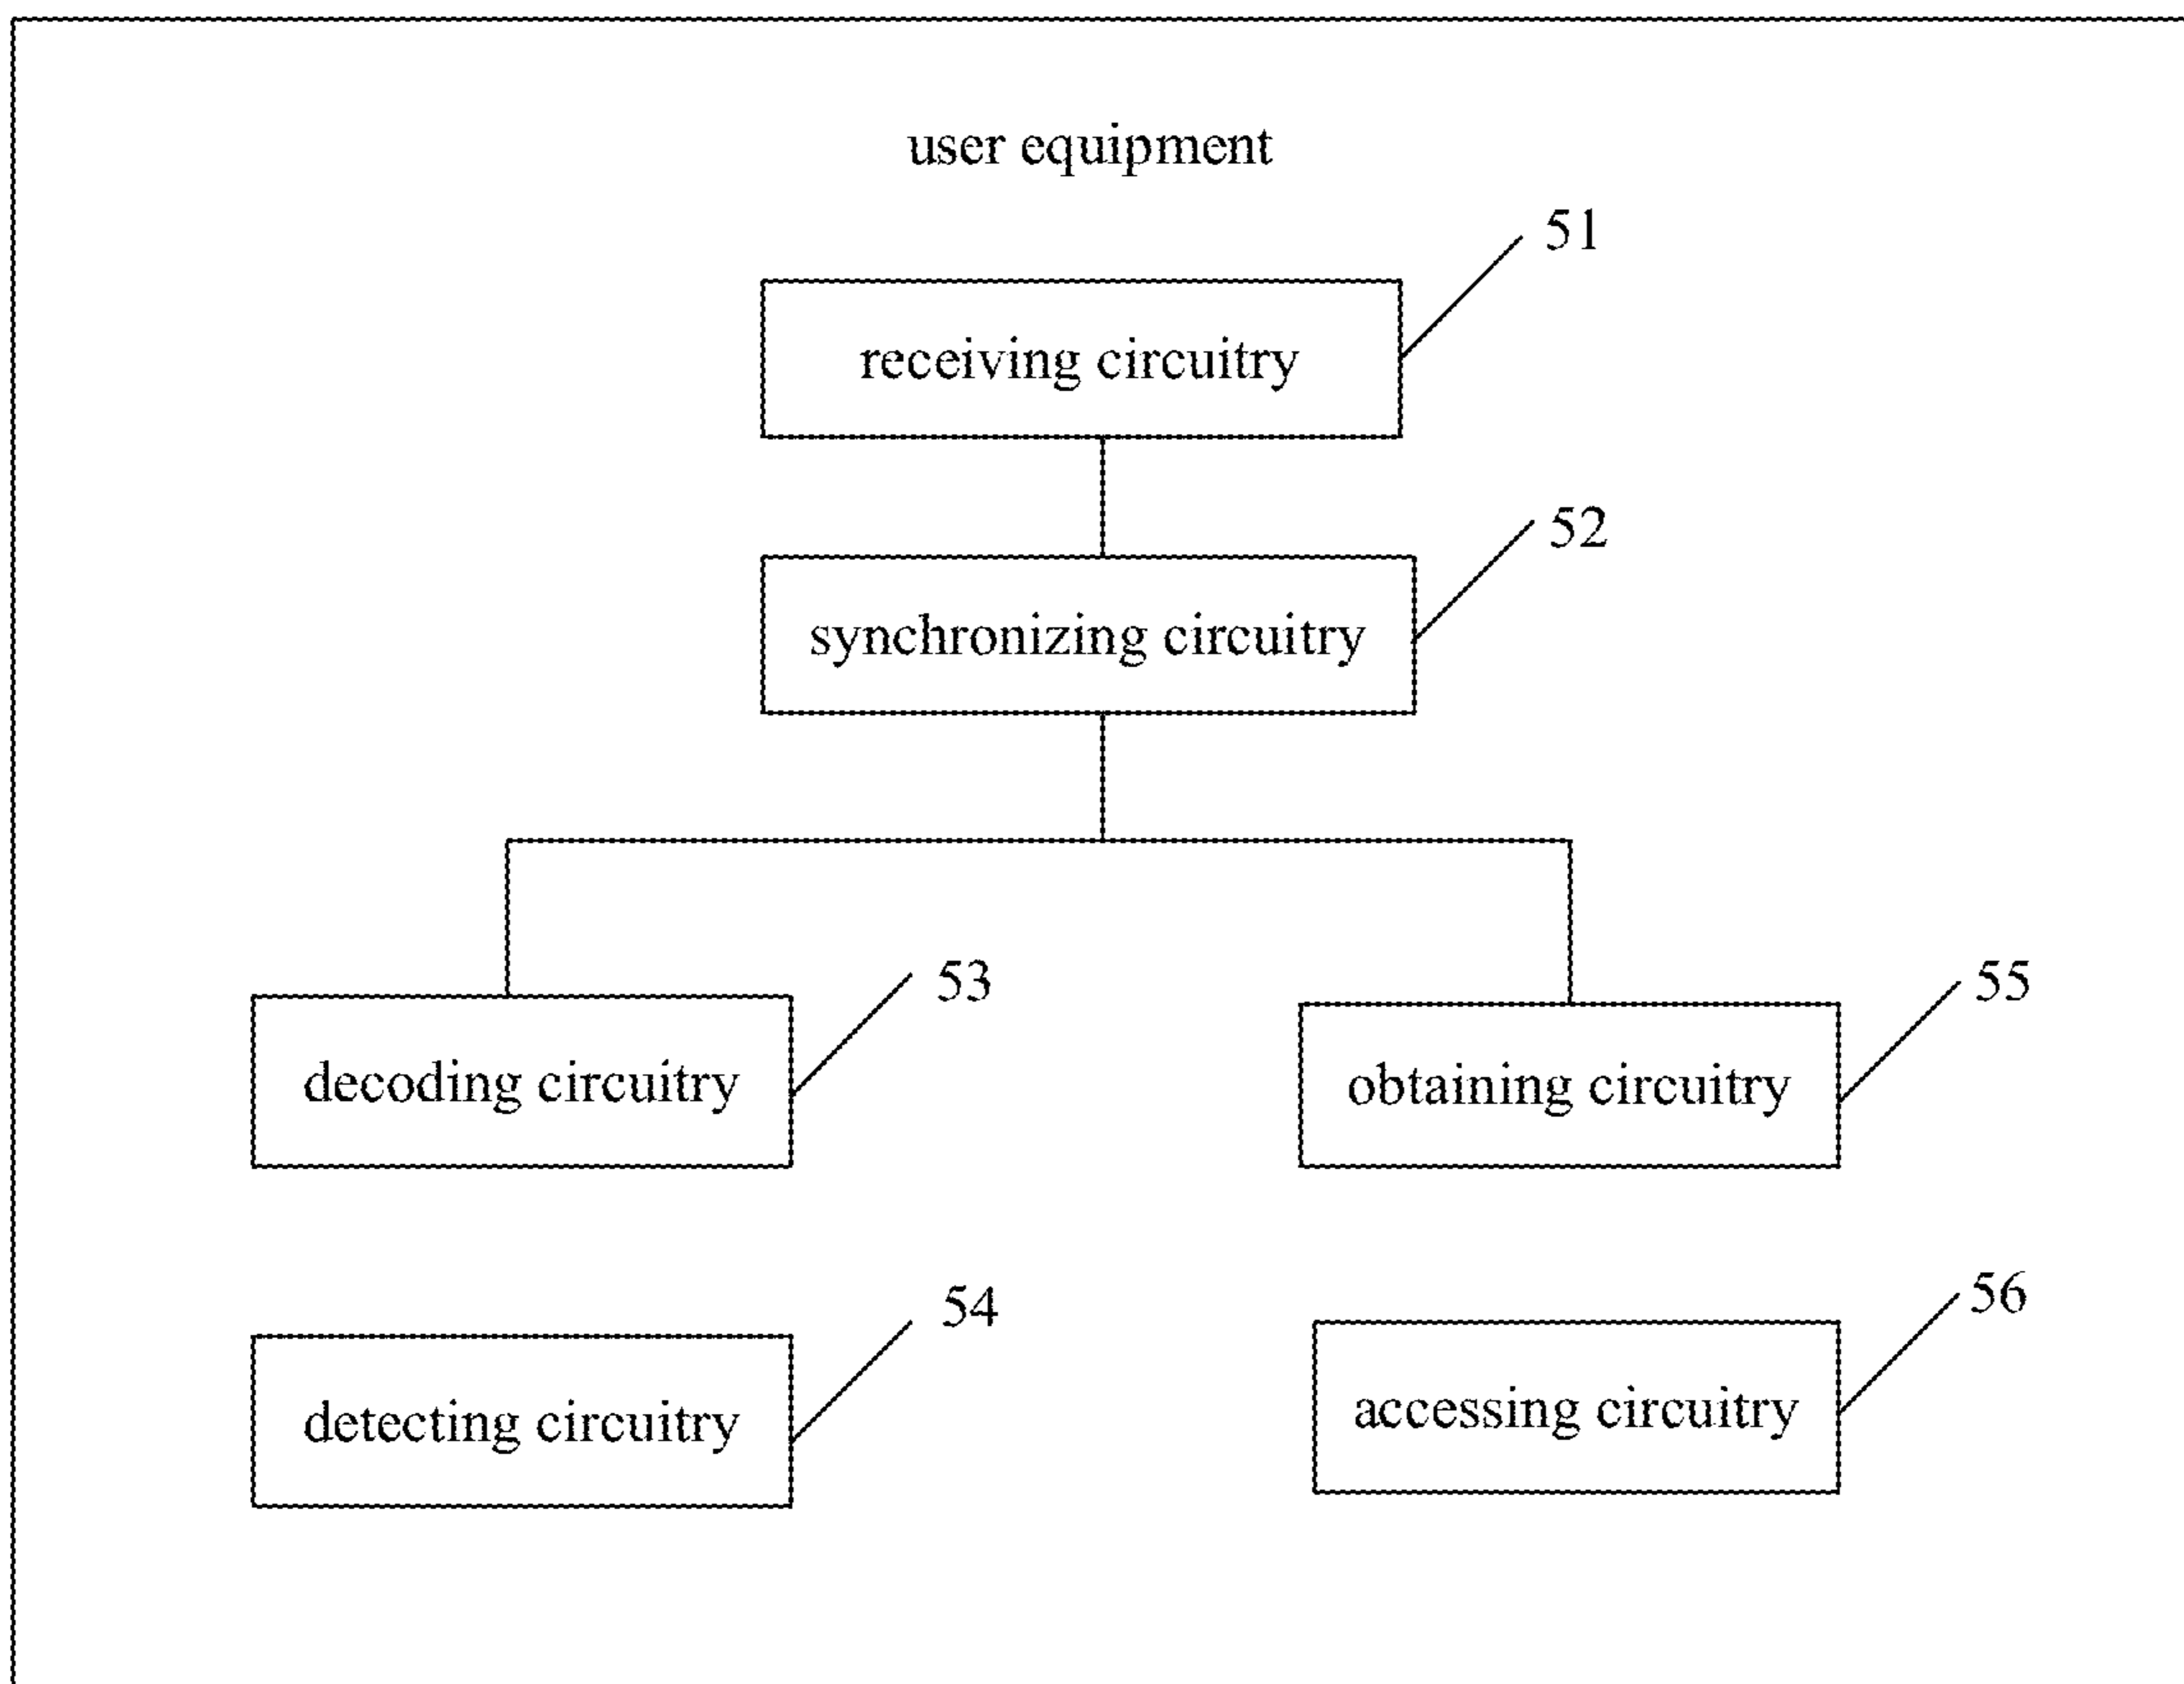 user equipment
51
receiving circuitry
52
synchronizing circuitry
53
55
decoding circuitry
obtaining circuitry
54
56
detecting circuitry
accessing circuitry